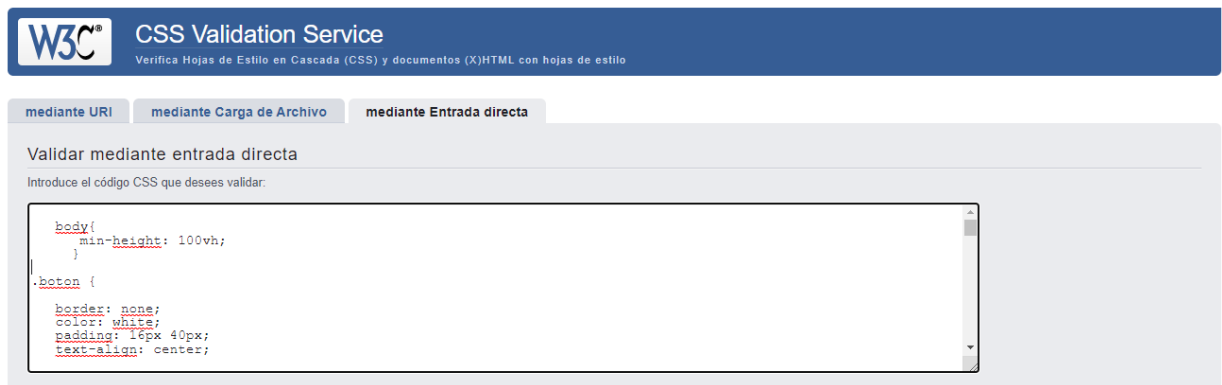 W3C®
CSS Validation Service
Verifica Hojas de Estilo en Cascada (CSS) y documentos (X)HTML con hojas de estilo
mediante URI mediante Carga de Archivo mediante Entrada directa
Validar mediante entrada directa
Introduce el código CSS que desees validar:
body{
min-height: 100vh;
}
.boton {
border: none;
color: white;
padding: 16px 40px;
text-align: center;